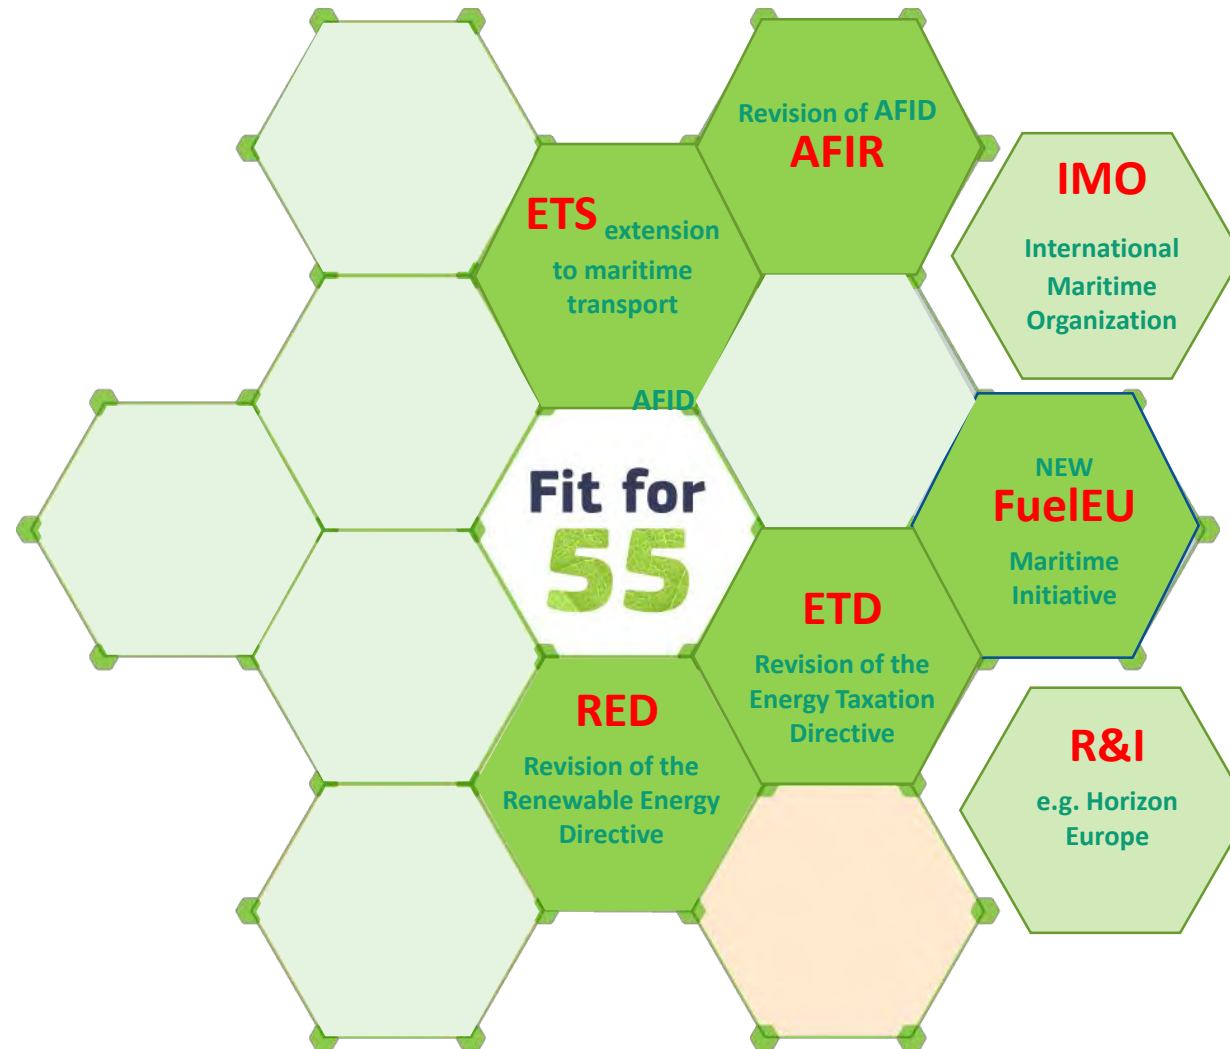 Revision of AFID
AFIR
IMO
International
Maritime
Organization
ETS extension
to maritime
transport
AFID
Fit for
55
NEW
FuelEU
Maritime
Initiative
ETD
Revision of the
Energy Taxation
Directive
RED
Revision of the
Renewable Energy
Directive
R&I
e.g. Horizon
Europe